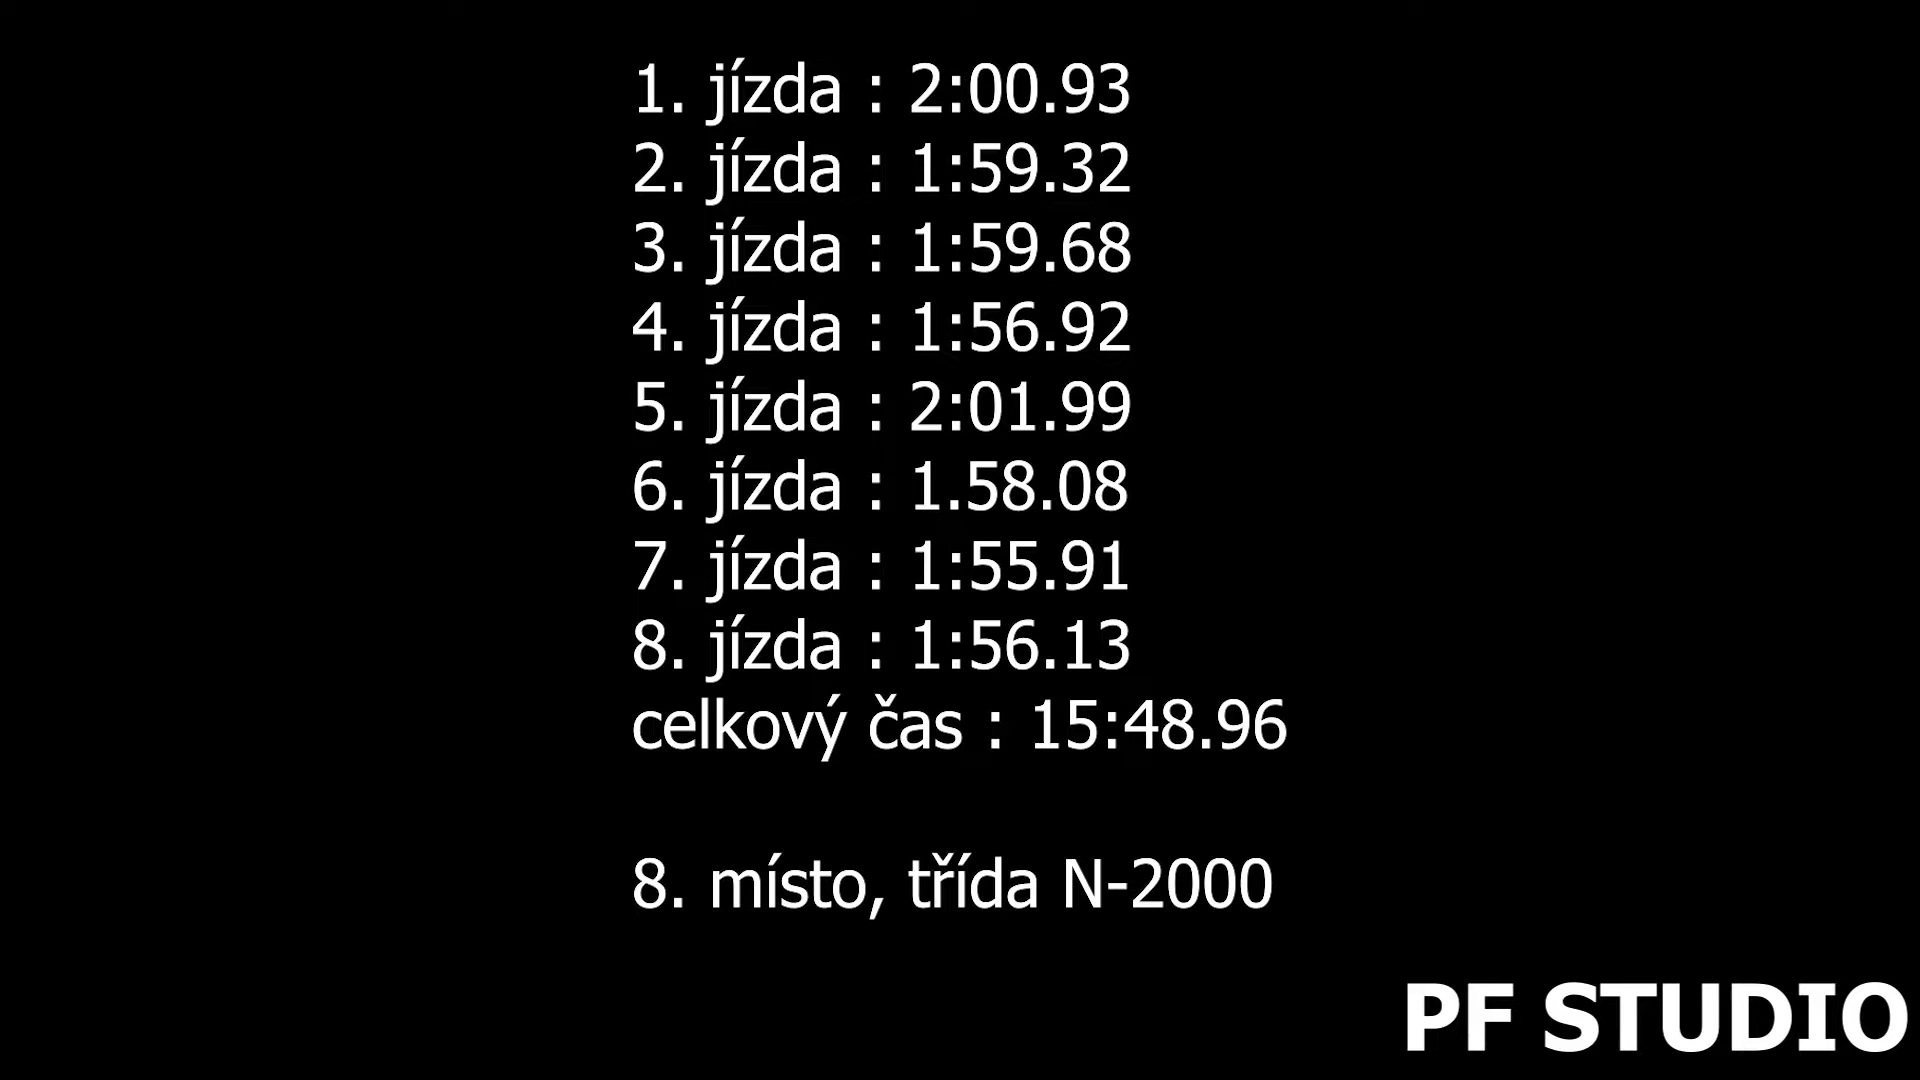 1. jízda : 2:00.93
2. jízda : 1:59.32
3. jízda : 1:59.68
4. jízda : 1:56.92
5. jízda : 2:01.99
6. jízda : 1.58.08
7. jízda : 1:55.91
8. jízda : 1:56.13
celkový čas : 15:48.96
8. místo, třída N-2000
PF STUDIO